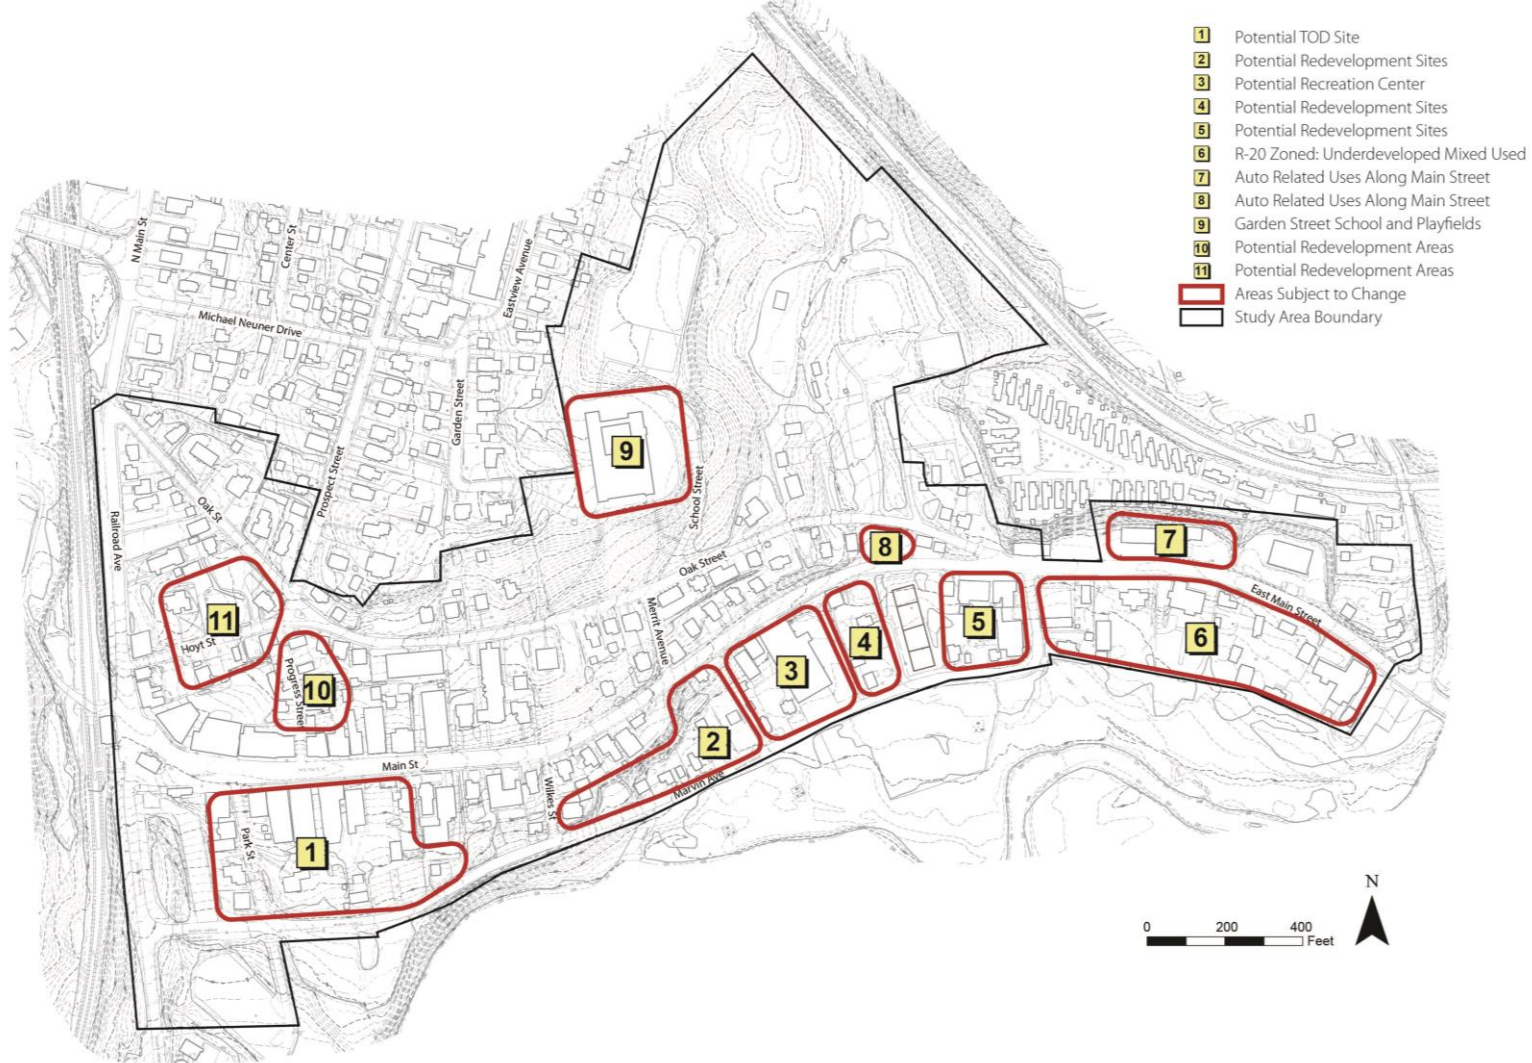 1 Potential TOD Site
2 Potential Redevelopment Sites
3 Potential Recreation Center
4 Potential Redevelopment Sites
5 Potential Redevelopment Sites
6 R-20 Zoned: Underdeveloped Mixed Used
7 Auto Related Uses Along Main Street
8 Auto Related Uses Along Main Street
9 Garden Street School and Playfields
10 Potential Redevelopment Areas
11 Potential Redevelopment Areas
Areas Subject to Change
Study Area Boundary
N Main St
Center St
Eastview Avenue
Michael Neuner Drive
Garden Street
Prospect Street
9
School Street
Oak St
Railroad Ave
8
7
Oak Street
East Main Street
11
Hoyt St
Merrit Avenue
5
6
4
3
10
Progress Street
2
Main St
Wilkes St
Marvin Ave
Park St
1
N
0 200 400
Feet